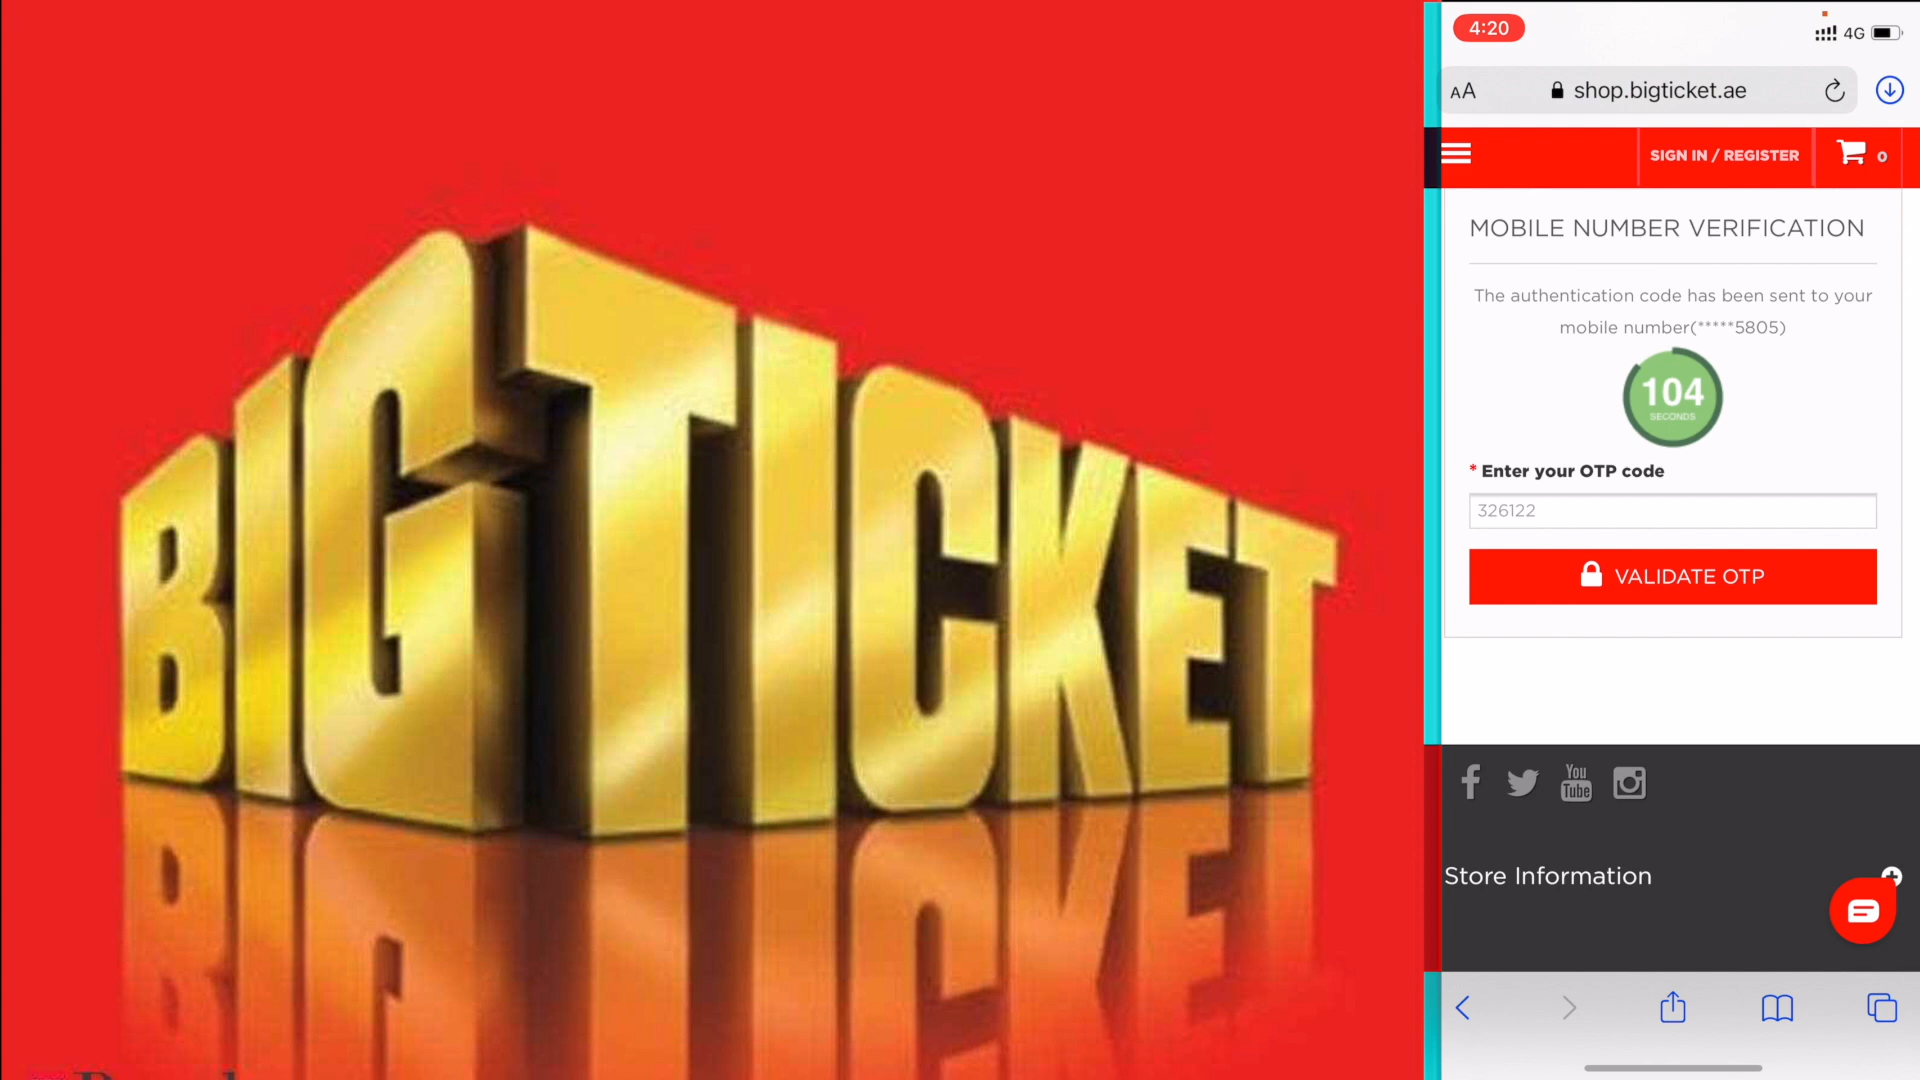 BIG TICKET
4:20
4G
AA
shop.bigticket.ae
SIGN IN / REGISTER
0
MOBILE NUMBER VERIFICATION
The authentication code has been sent to your
mobile number(*****5805)
104
SECONDS
* Enter your OTP code
326122
VALIDATE OTP
You
Tube
Store Information